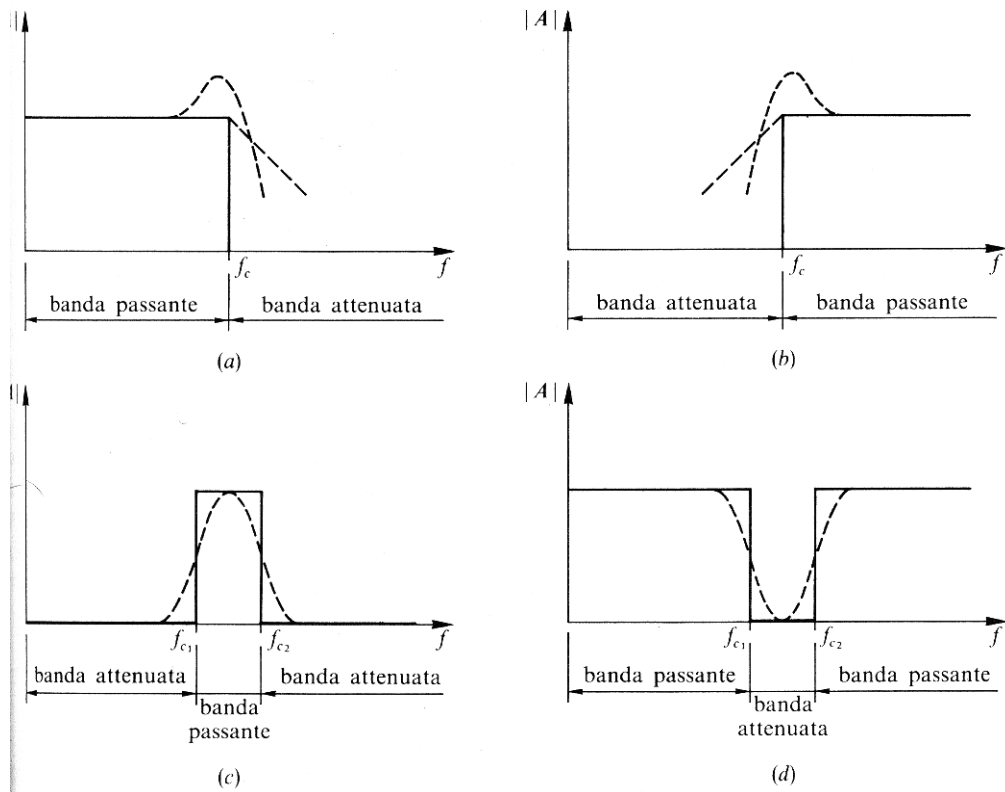 |A|
f_c
f
banda passante
banda attenuata
(a)
|A|
f_c
f
banda attenuata
banda passante
(b)
f_c1
f_c2
f
banda attenuata
banda passante
banda attenuata
(c)
|A|
f_c1
f_c2
f
banda passante
banda attenuata
banda passante
(d)